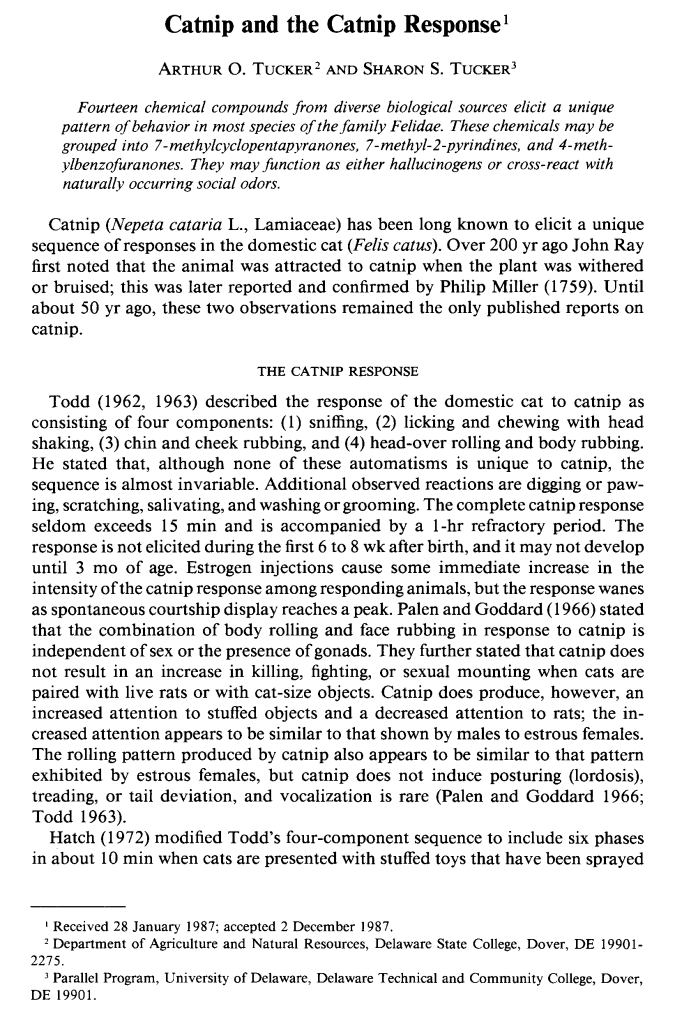 Catnip and the Catnip Response¹
ARTHUR O. TUCKER² AND SHARON S. TUCKER³
Fourteen chemical compounds from diverse biological sources elicit a unique
pattern of behavior in most species of the family Felidae. These chemicals may be
grouped into 7-methylcyclopentapyranones, 7-methyl-2-pyrindines, and 4-meth-
ylbenzofuranones. They may function as either hallucinogens or cross-react with
naturally occurring social odors.
Catnip (Nepeta cataria L., Lamiaceae) has been long known to elicit a unique
sequence of responses in the domestic cat (Felis catus). Over 200 yr ago John Ray
first noted that the animal was attracted to catnip when the plant was withered
or bruised; this was later reported and confirmed by Philip Miller (1759). Until
about 50 yr ago, these two observations remained the only published reports on
catnip.
THE CATNIP RESPONSE
Todd (1962, 1963) described the response of the domestic cat to catnip as
consisting of four components: (1) sniffing, (2) licking and chewing with head
shaking, (3) chin and cheek rubbing, and (4) head-over rolling and body rubbing.
He stated that, although none of these automatisms is unique to catnip, the
sequence is almost invariable. Additional observed reactions are digging or paw-
ing, scratching, salivating, and washing or grooming. The complete catnip response
seldom exceeds 15 min and is accompanied by a 1-hr refractory period. The
response is not elicited during the first 6 to 8 wk after birth, and it may not develop
until 3 mo of age. Estrogen injections cause some immediate increase in the
intensity of the catnip response among responding animals, but the response wanes
as spontaneous courtship display reaches a peak. Palen and Goddard (1966) stated
that the combination of body rolling and face rubbing in response to catnip is
independent of sex or the presence of gonads. They further stated that catnip does
not result in an increase in killing, fighting, or sexual mounting when cats are
paired with live rats or with cat-size objects. Catnip does produce, however, an
increased attention to stuffed objects and a decreased attention to rats; the in-
creased attention appears to be similar to that shown by males to estrous females.
The rolling pattern produced by catnip also appears to be similar to that pattern
exhibited by estrous females, but catnip does not induce posturing (lordosis),
treading, or tail deviation, and vocalization is rare (Palen and Goddard 1966;
Todd 1963).
Hatch (1972) modified Todd's four-component sequence to include six phases
in about 10 min when cats are presented with stuffed toys that have been sprayed
¹ Received 28 January 1987; accepted 2 December 1987.
² Department of Agriculture and Natural Resources, Delaware State College, Dover, DE 19901-
2275.
³ Parallel Program, University of Delaware, Delaware Technical and Community College, Dover,
DE 19901.